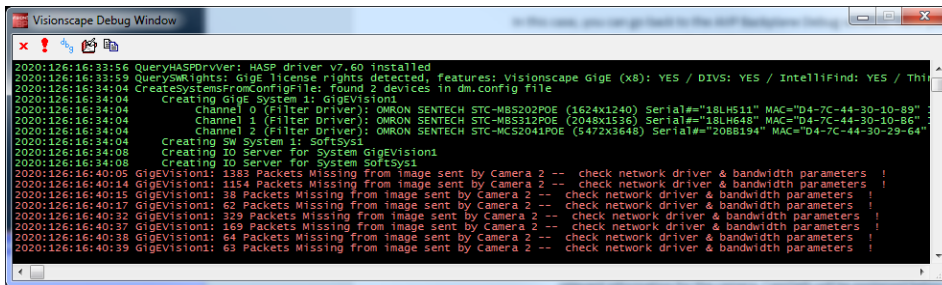 In this case, you can go back to the AVP Backplane Debug
Visionscape Debug Window
2020:126:16:33:56 QueryHASPDrvVer: HASP driver v7.60 installed
2020:126:16:33:59 QuerySWRights: GigE license rights detected, features: Visionscape GigE (x8): YES / DIVS: YES / IntelliFind: YES / Thir
2020:126:16:34:04 CreateSystemsFromConfigFile: found 2 devices in dm.config file
2020:126:16:34:04 Creating GigE System 1: GigEVision1
2020:126:16:34:04 Channel 0 (Filter Driver): OMRON SENTECH STC-MBS202POE (1624x1240) Serial#="18LH511" MAC="D4-7C-44-30-10-89"
2020:126:16:34:04 Channel 1 (Filter Driver): OMRON SENTECH STC-MBS312POE (2048x1536) Serial#="18LH648" MAC="D4-7C-44-30-10-86"
2020:126:16:34:04 Channel 2 (Filter Driver): OMRON SENTECH STC-MCS2041POE (5472x3648) Serial#="20BB194" MAC="D4-7C-44-30-29-64"
2020:126:16:34:04 Creating SW System 1: SoftSys1
2020:126:16:34:08 Creating IO Server for System GigEVision1
2020:126:16:34:08 Creating IO Server for System SoftSys1
2020:126:16:40:05 GigEVision1: 1383 Packets Missing from image sent by Camera 2 -- check network driver & bandwidth parameters !
2020:126:16:40:14 GigEVision1: 1154 Packets Missing from image sent by Camera 2 -- check network driver & bandwidth parameters !
2020:126:16:40:15 GigEVision1: 38 Packets Missing from image sent by Camera 2 -- check network driver & bandwidth parameters !
2020:126:16:40:17 GigEVision1: 62 Packets Missing from image sent by Camera 2 -- check network driver & bandwidth parameters !
2020:126:16:40:32 GigEVision1: 329 Packets Missing from image sent by Camera 2 -- check network driver & bandwidth parameters !
2020:126:16:40:37 GigEVision1: 169 Packets Missing from image sent by Camera 2 -- check network driver & bandwidth parameters !
2020:126:16:40:38 GigEVision1: 64 Packets Missing from image sent by Camera 2 -- check network driver & bandwidth parameters !
2020:126:16:40:39 GigEVision1: 63 Packets Missing from image sent by Camera 2 -- check network driver & bandwidth parameters !